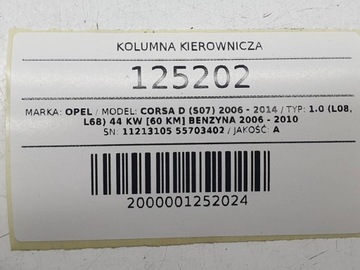 KOLUMNA KIEROWNICZA
125202
MARKA: OPEL / MODEL: CORSA D (S07) 2006 - 2014 / TYP: 1.0 (L08,
L68) 44 KW [60 KM] BENZYNA 2006 - 2010
SN: 11213105 55703402 / JAKOŚĆ: A
2000001252024